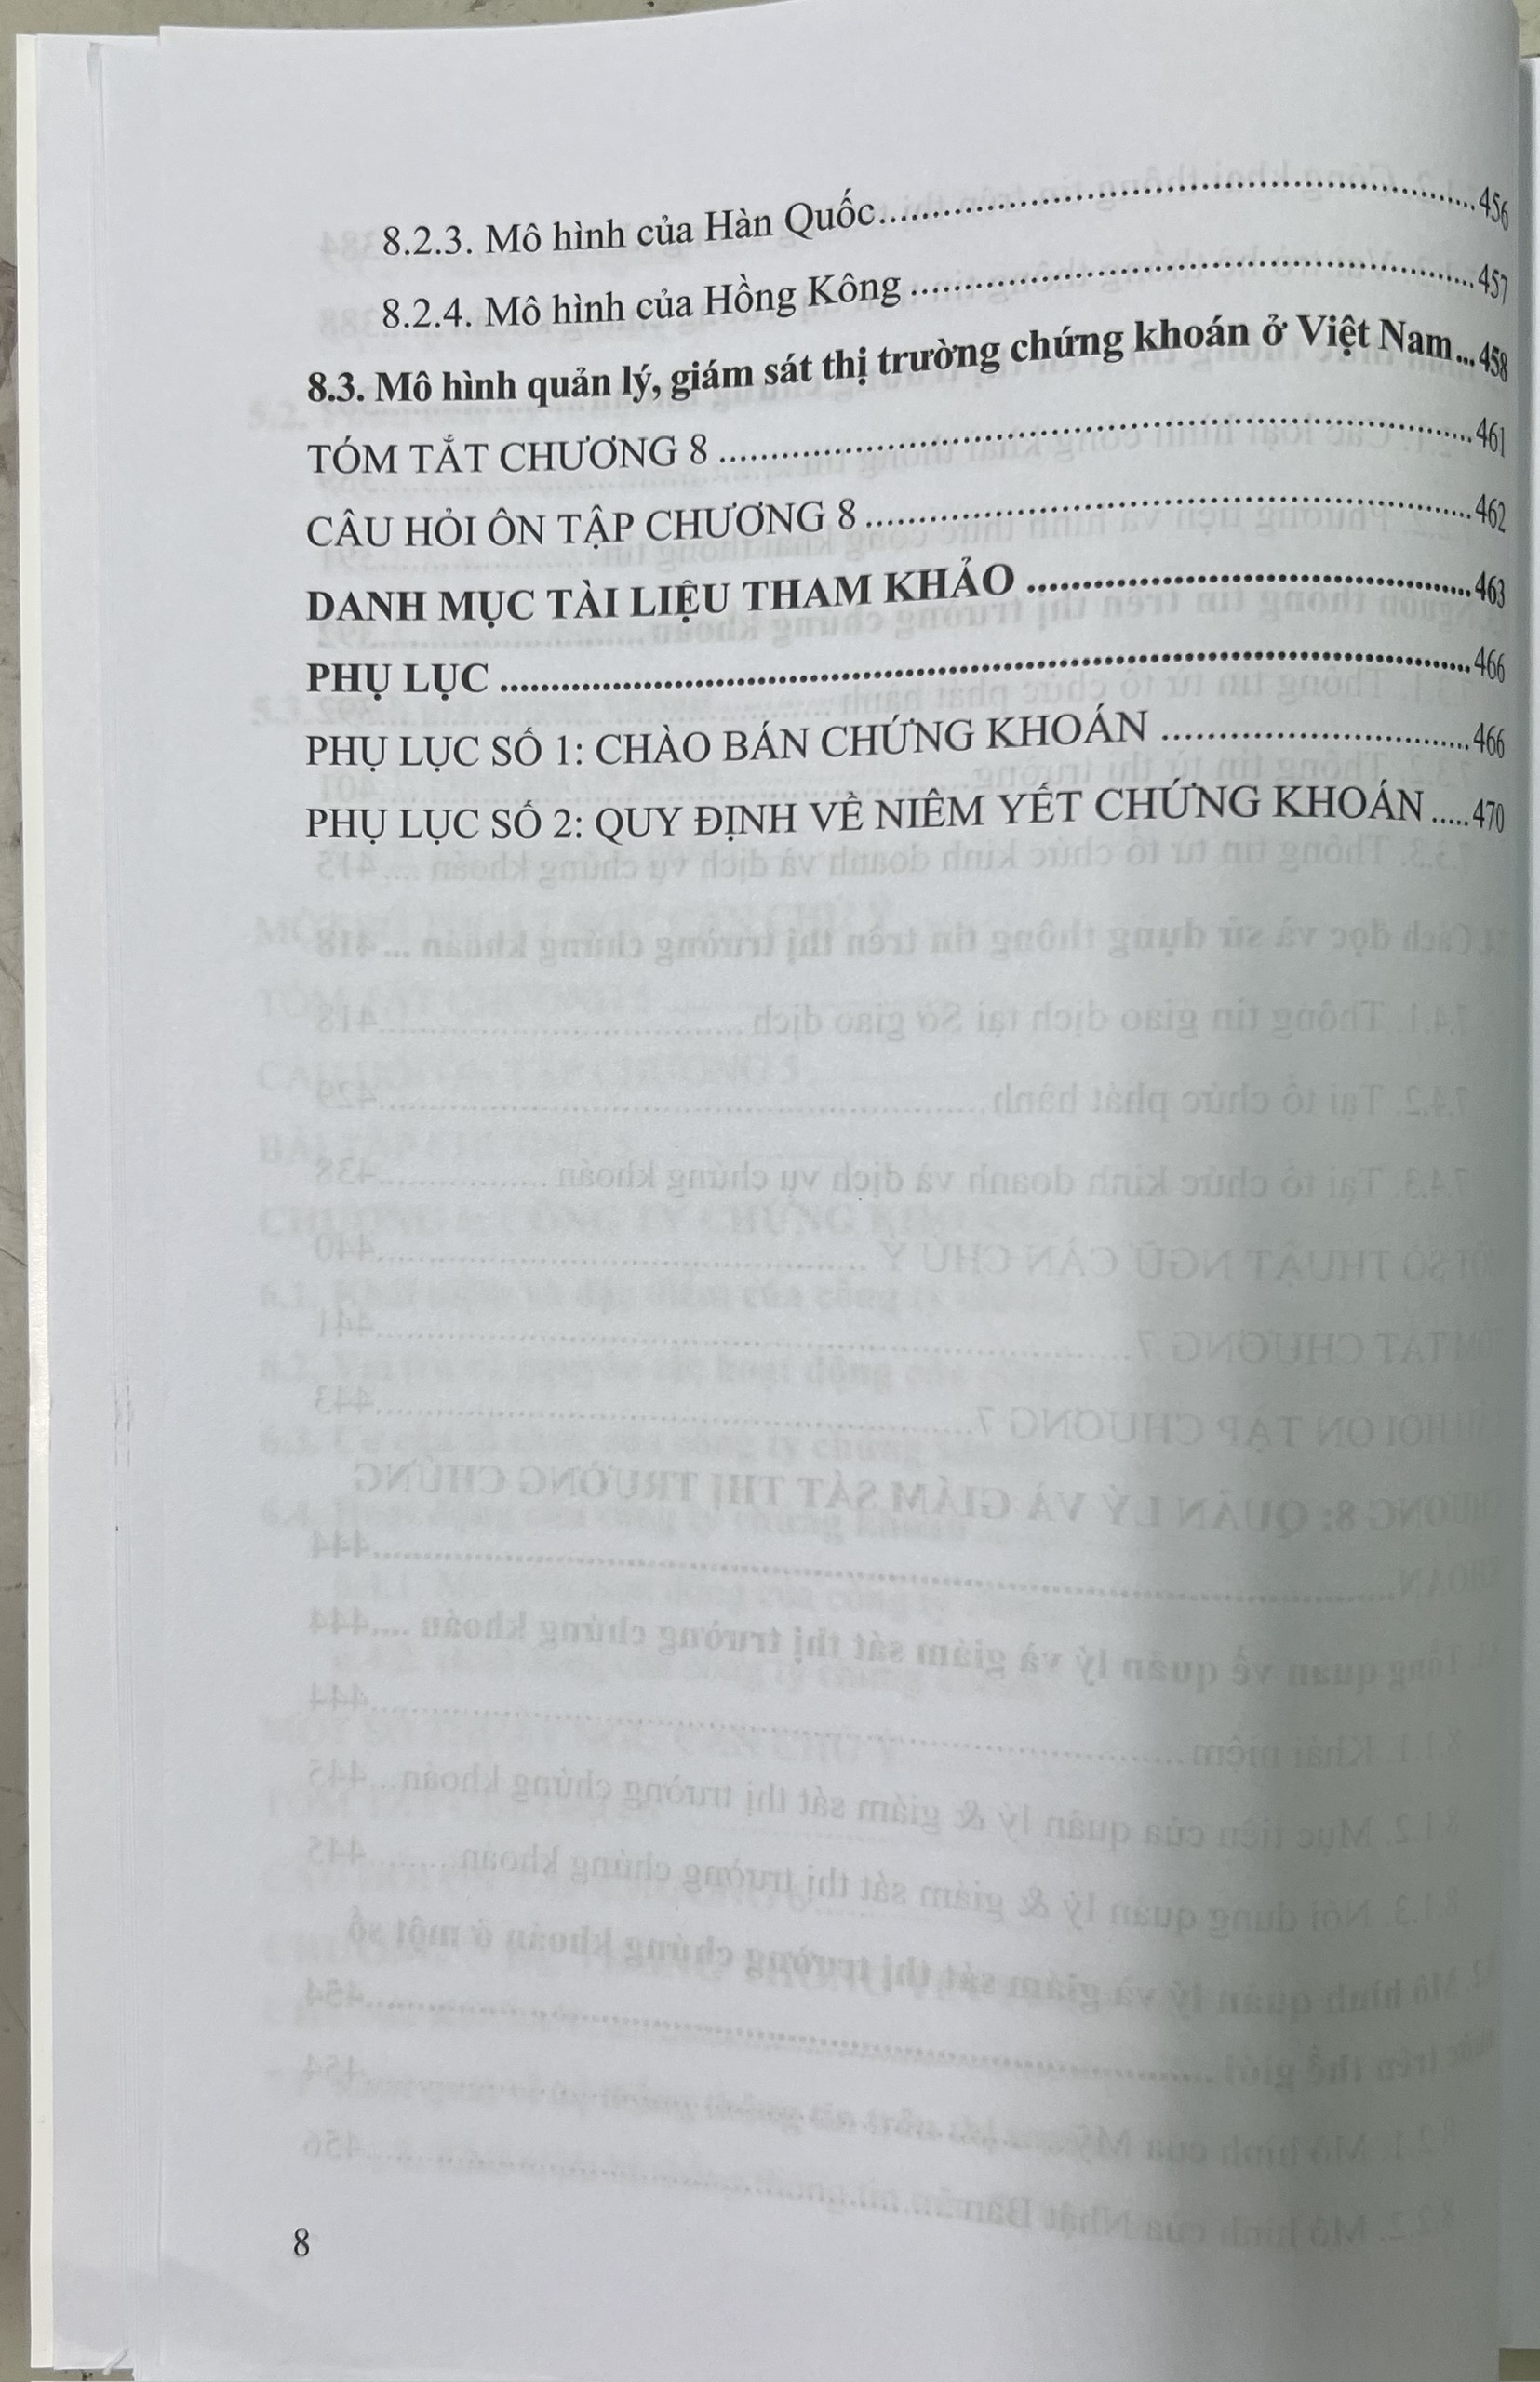 8.2.3. Mô hình của Hàn Quốc..........................................................456
8.2.4. Mô hình của Hồng Kông .......................................................457
8.3. Mô hình quản lý, giám sát thị trường chứng khoán ở Việt Nam...458
TÓM TẮT CHƯƠNG 8 ........................................................................461
CÂU HỎI ÔN TẬP CHƯƠNG 8 ..........................................................462
DANH MỤC TÀI LIỆU THAM KHẢO ...........................................463
PHỤ LỤC ..............................................................................................466
PHỤ LỤC SỐ 1: CHÀO BÁN CHỨNG KHOÁN ..............................466
PHỤ LỤC SỐ 2: QUY ĐỊNH VỀ NIÊM YẾT CHỨNG KHOÁN .....470
8